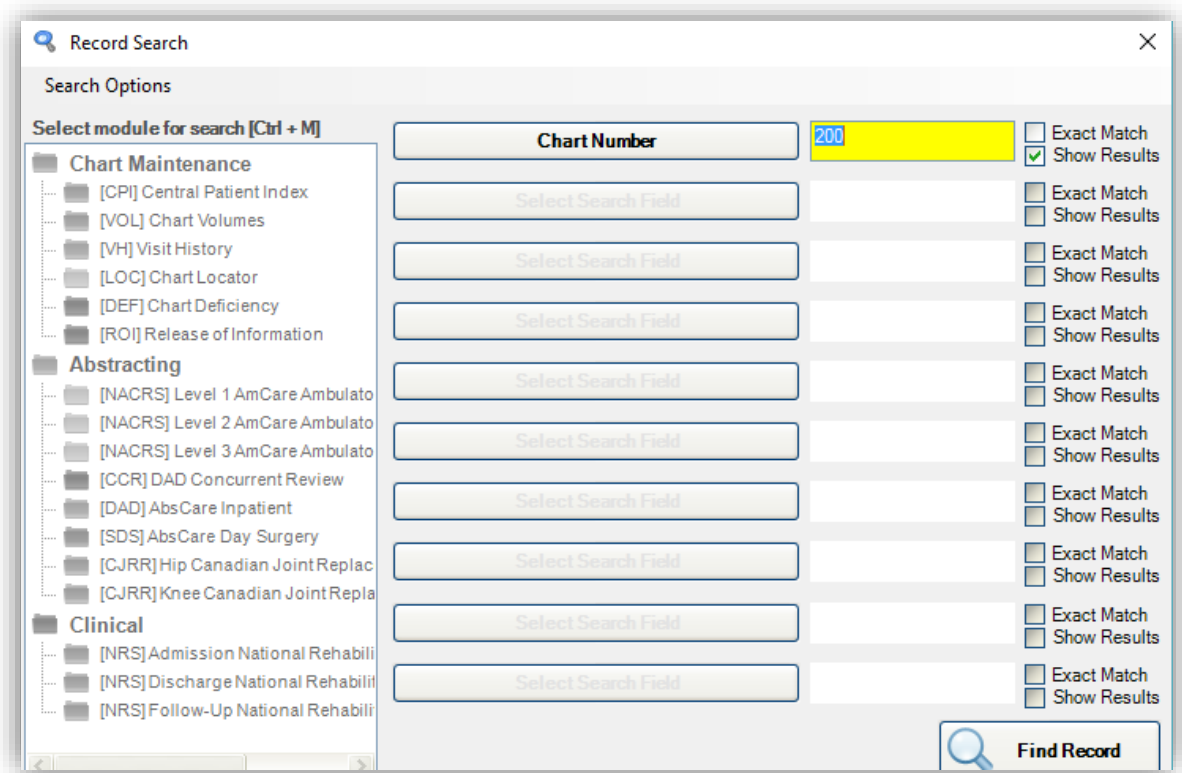 Record Search
Search Options
Select module for search [Ctrl + M]
Chart Maintenance
[CPI] Central Patient Index
[VOL] Chart Volumes
[VH] Visit History
[LOC] Chart Locator
[DEF] Chart Deficiency
[ROI] Release of Information
Abstracting
[NACRS] Level 1 AmCare Ambulato
[NACRS] Level 2 AmCare Ambulato
[NACRS] Level 3 AmCare Ambulato
[CCR] DAD Concurrent Review
[DAD] AbsCare Inpatient
[SDS] AbsCare Day Surgery
[CJRR] Hip Canadian Joint Replac
[CJRR] Knee Canadian Joint Repla
Clinical
[NRS] Admission National Rehabili
[NRS] Discharge National Rehabilit
[NRS] Follow-Up National Rehabili
Chart Number
200
Exact Match
Show Results
Select Search Field
Exact Match
Show Results
Select Search Field
Exact Match
Show Results
Select Search Field
Exact Match
Show Results
Select Search Field
Exact Match
Show Results
Select Search Field
Exact Match
Show Results
Select Search Field
Exact Match
Show Results
Select Search Field
Exact Match
Show Results
Select Search Field
Exact Match
Show Results
Select Search Field
Exact Match
Show Results
Find Record